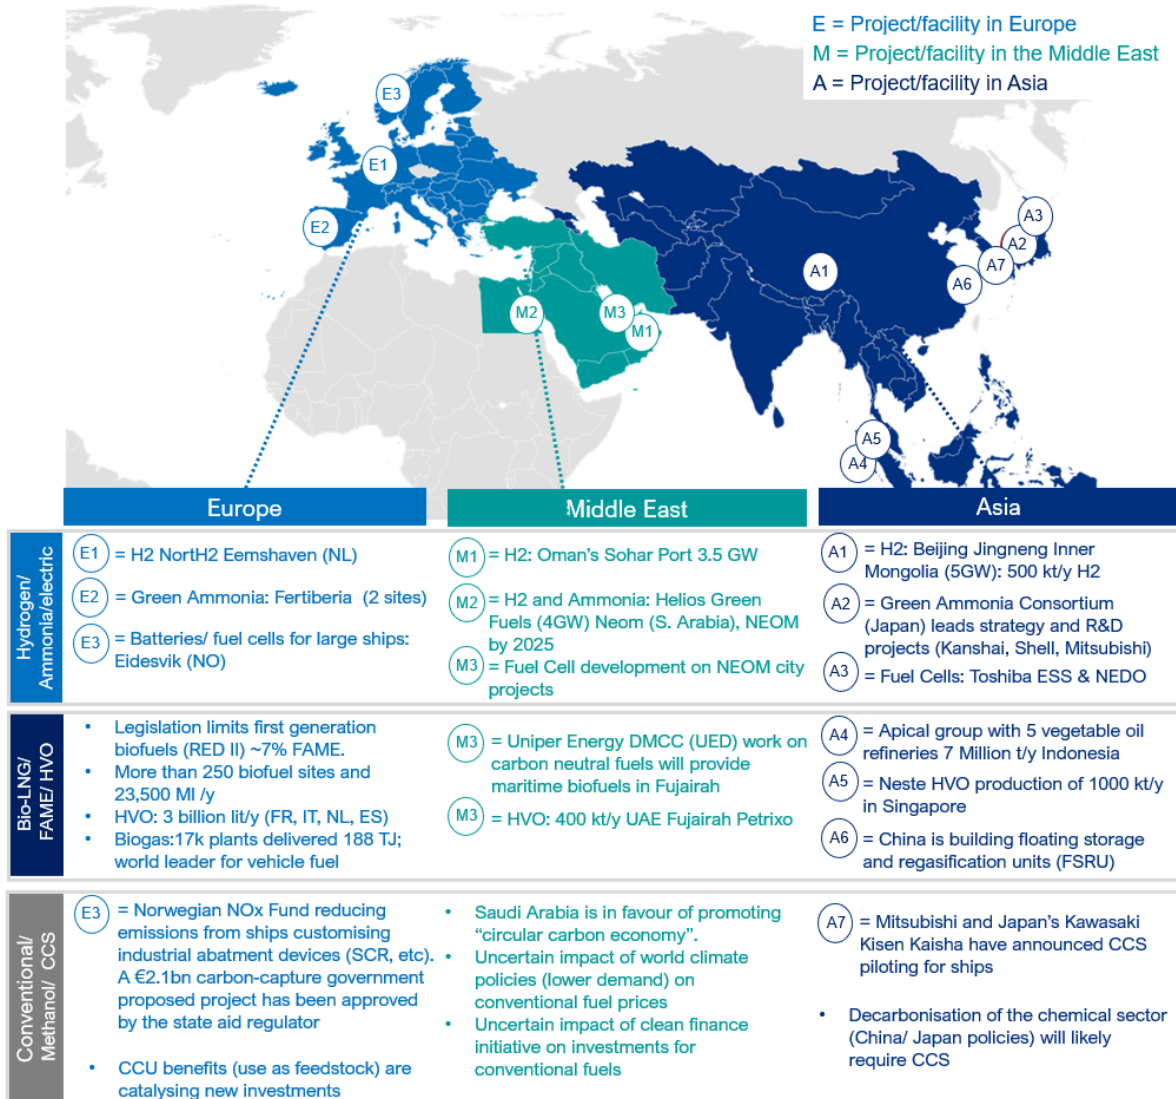 E = Project/facility in Europe
M = Project/facility in the Middle East
A = Project/facility in Asia
E3
E1
E2
M2
M3
M1
A1
A3
A2
A7
A6
A5
A4
Europe
Middle East
Asia
Hydrogen/
Ammonia/electric
E1 = H2 NortH2 Eemshaven (NL)
E2 = Green Ammonia: Fertiberia (2 sites)
E3 = Batteries/ fuel cells for large ships:
Eidesvik (NO)
M1 = H2: Oman's Sohar Port 3.5 GW
M2 = H2 and Ammonia: Helios Green
Fuels (4GW) Neom (S. Arabia), NEOM
by 2025
M3 = Fuel Cell development on NEOM city
projects
A1 = H2: Beijing Jingneng Inner
Mongolia (5GW): 500 kt/y H2
A2 = Green Ammonia Consortium
(Japan) leads strategy and R&D
projects (Kanshai, Shell, Mitsubishi)
A3 = Fuel Cells: Toshiba ESS & NEDO
Bio-LNG/
FAME/ HVO
• Legislation limits first generation
biofuels (RED II) ~7% FAME.
• More than 250 biofuel sites and
23,500 Ml /y
• HVO: 3 billion lit/y (FR, IT, NL, ES)
• Biogas:17k plants delivered 188 TJ;
world leader for vehicle fuel
M3 = Uniper Energy DMCC (UED) work on
carbon neutral fuels will provide
maritime biofuels in Fujairah
M3 = HVO: 400 kt/y UAE Fujairah Petrixo
A4 = Apical group with 5 vegetable oil
refineries 7 Million t/y Indonesia
A5 = Neste HVO production of 1000 kt/y
in Singapore
A6 = China is building floating storage
and regasification units (FSRU)
Conventional/
Methanol/ CCS
E3 = Norwegian NOx Fund reducing
emissions from ships customising
industrial abatment devices (SCR, etc).
A €2.1bn carbon-capture government
proposed project has been approved
by the state aid regulator
• CCU benefits (use as feedstock) are
catalysing new investments
• Saudi Arabia is in favour of promoting
"circular carbon economy".
• Uncertain impact of world climate
policies (lower demand) on
conventional fuel prices
• Uncertain impact of clean finance
initiative on investments for
conventional fuels
A7 = Mitsubishi and Japan's Kawasaki
Kisen Kaisha have announced CCS
piloting for ships
• Decarbonisation of the chemical sector
(China/ Japan policies) will likely
require CCS